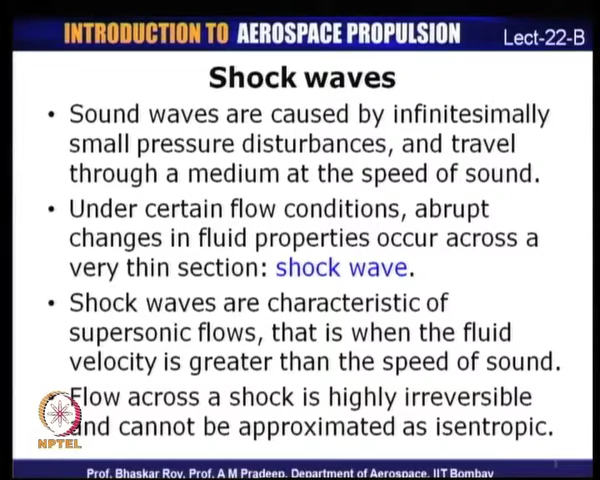 INTRODUCTION TO AEROSPACE PROPULSION Lect-22-B
Shock waves
• Sound waves are caused by infinitesimally
small pressure disturbances, and travel
through a medium at the speed of sound.
• Under certain flow conditions, abrupt
changes in fluid properties occur across a
very thin section: shock wave.
• Shock waves are characteristic of
supersonic flows, that is when the fluid
velocity is greater than the speed of sound.
Flow across a shock is highly irreversible
and cannot be approximated as isentropic.
NPTEL
Prof. Bhaskar Roy, Prof. A M Pradeep, Department of Aerospace, IIT Bombay